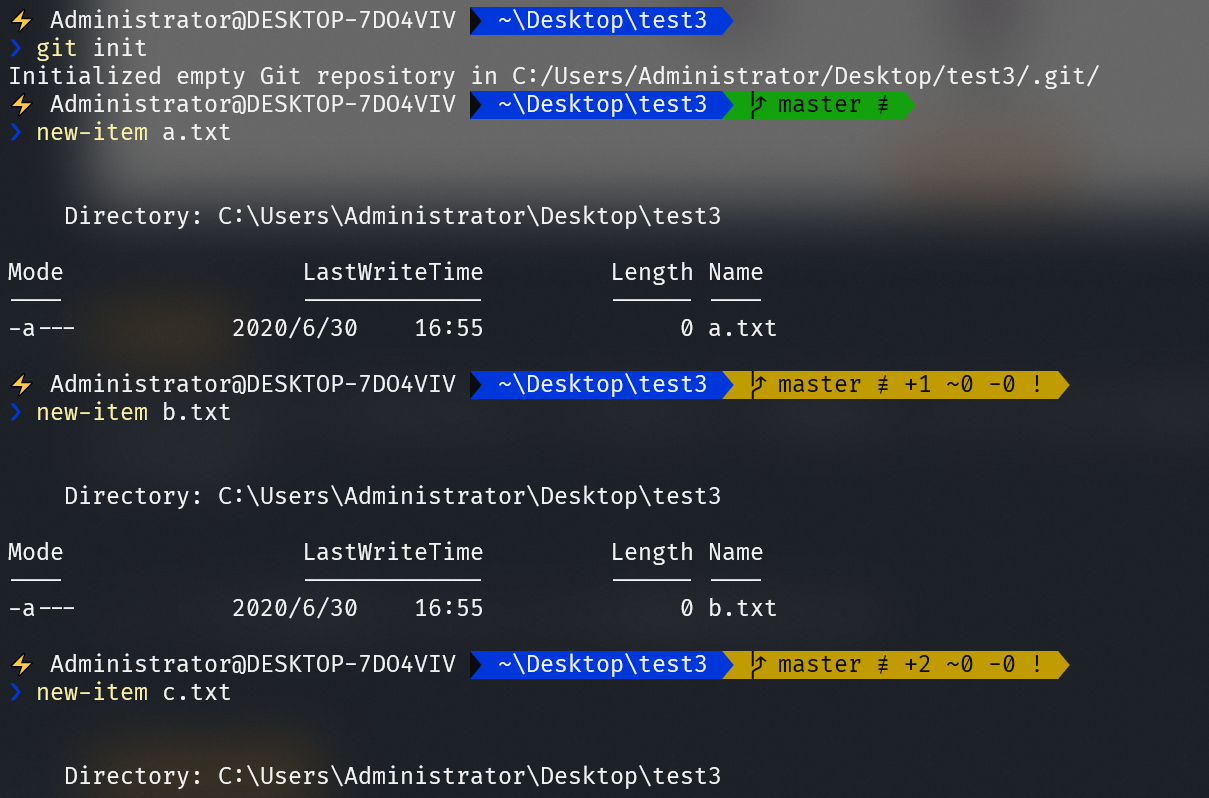 ⚡ Administrator@DESKTOP-7DO4VIV ~\Desktop\test3
❯ git init
Initialized empty Git repository in C:/Users/Administrator/Desktop/test3/.git/
⚡ Administrator@DESKTOP-7DO4VIV ~\Desktop\test3 master ≢
❯ new-item a.txt
Directory: C:\Users\Administrator\Desktop\test3
Mode LastWriteTime Length Name
---- ------------- ------ ----
-a--- 2020/6/30 16:55 0 a.txt
⚡ Administrator@DESKTOP-7DO4VIV ~\Desktop\test3 master ≢ +1 ~0 -0 !
❯ new-item b.txt
Directory: C:\Users\Administrator\Desktop\test3
Mode LastWriteTime Length Name
---- ------------- ------ ----
-a--- 2020/6/30 16:55 0 b.txt
⚡ Administrator@DESKTOP-7DO4VIV ~\Desktop\test3 master ≢ +2 ~0 -0 !
❯ new-item c.txt
Directory: C:\Users\Administrator\Desktop\test3